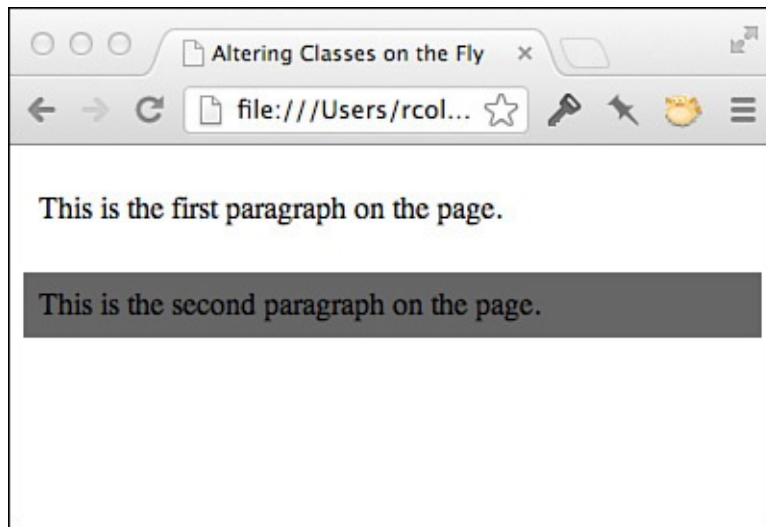 Altering Classes on the Fly
file:///Users/rcol...
This is the first paragraph on the page.
This is the second paragraph on the page.